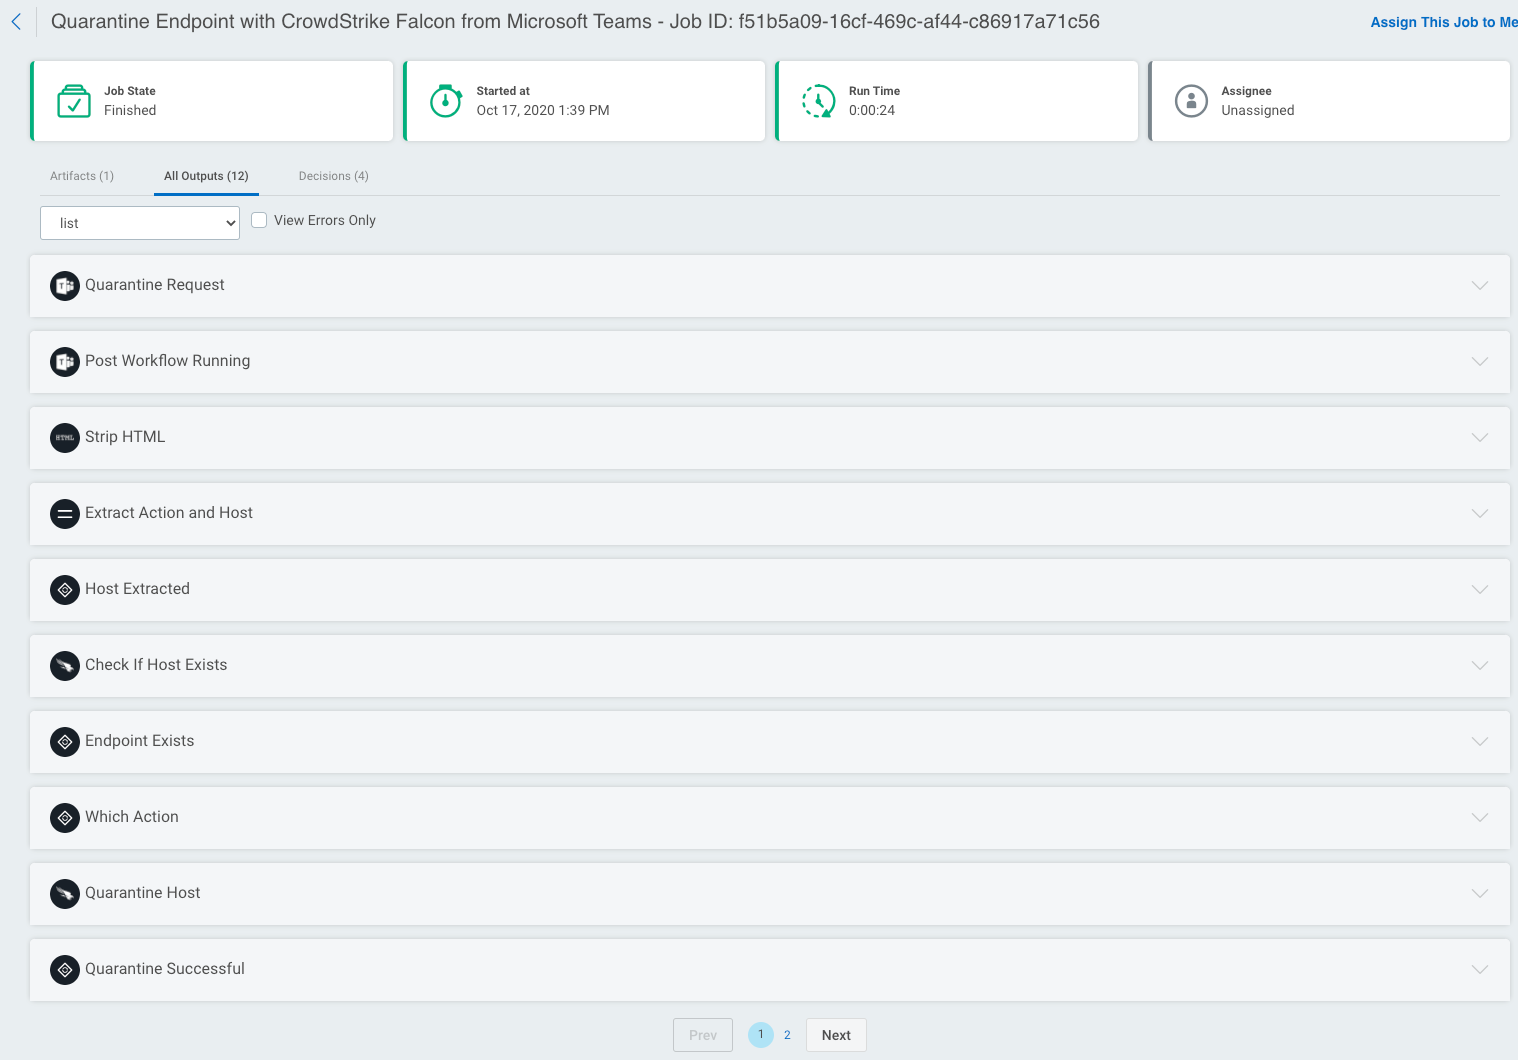 Quarantine Endpoint with CrowdStrike Falcon from Microsoft Teams - Job ID: f51b5a09-16cf-469c-af44-c86917a71c56
Assign This Job to Me
Job State
Finished
Started at
Oct 17, 2020 1:39 PM
Run Time
0:00:24
Assignee
Unassigned
Artifacts (1)
All Outputs (12)
Decisions (4)
list
View Errors Only
Quarantine Request
Post Workflow Running
HTML
Strip HTML
Extract Action and Host
Host Extracted
Check If Host Exists
Endpoint Exists
Which Action
Quarantine Host
Quarantine Successful
Prev 1 2 Next